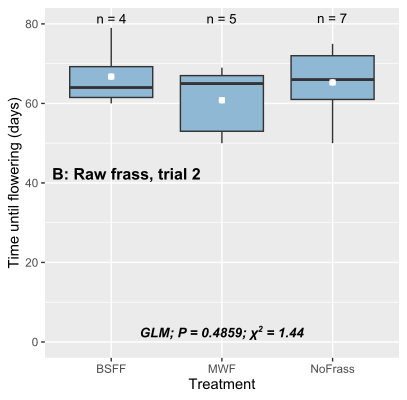 n = 4 n = 5 n = 7
80
60
B: Raw frass, trial 2
40
20
GLM; P = 0.4859; χ² = 1.44
0
BSFF MWF NoFrass
Treatment
Time until flowering (days)